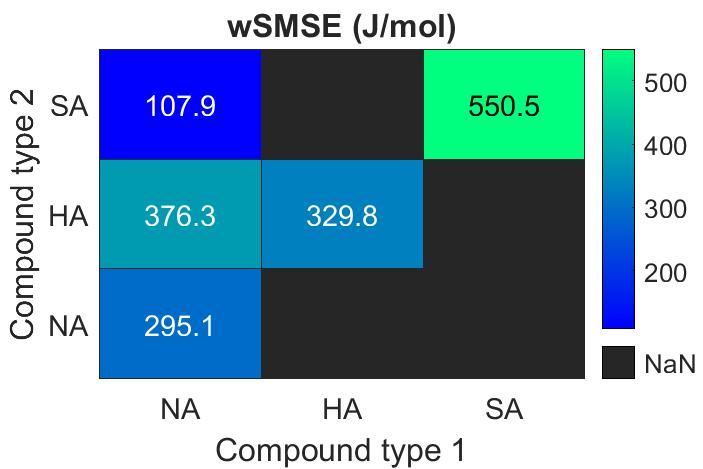 wSMSE (J/mol)
Compound type 2
SA
107.9
550.5
HA
376.3
329.8
NA
295.1
NA
HA
SA
Compound type 1
500
400
300
200
NaN